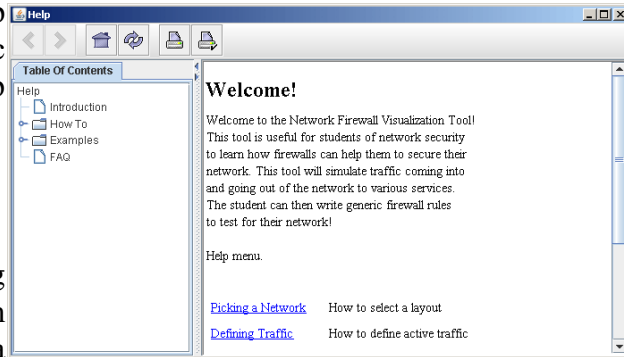 Help
Table Of Contents
Help
Introduction
How To
Examples
FAQ
Welcome!
Welcome to the Network Firewall Visualization Tool!
This tool is useful for students of network security
to learn how firewalls can help them to secure their
network. This tool will simulate traffic coming into
and going out of the network to various services.
The student can then write generic firewall rules
to test for their network!
Help menu.
Picking a Network How to select a layout
Defining Traffic How to define active traffic